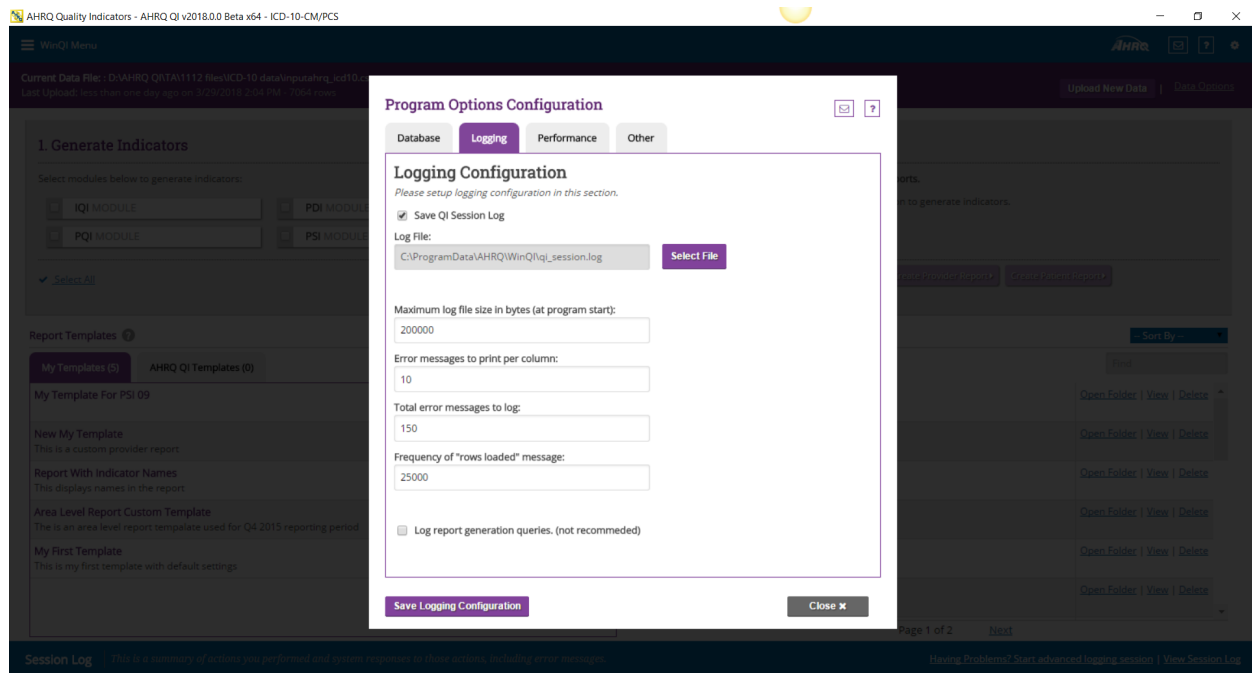 AHRQ Quality Indicators - AHRQ QI v2018.0.0 Beta x64 - ICD-10-CM/PCS
WinQI Menu
AHRQ
Current Data File: : D:\AHRQ QI\TA\1112 files\ICD-10 data\inputahrq_icd10.c
Last Upload: less than one day ago on 3/29/2018 2:04 PM - 7064 rows
Upload New Data | Data Options
Program Options Configuration
?
Database
Logging
Performance
Other
Logging Configuration
Please setup logging configuration in this section.
Save QI Session Log
Log File:
C:\ProgramData\AHRQ\WinQI\qi_session.log
Select File
Maximum log file size in bytes (at program start):
200000
Error messages to print per column:
10
Total error messages to log:
150
Frequency of "rows loaded" message:
25000
Log report generation queries. (not recommeded)
Save Logging Configuration
Close ×
1. Generate Indicators
Select modules below to generate indicators:
IQI MODULE
PDI MODULE
PQI MODULE
PSI MODULE
Select All
orts.
n to generate indicators.
Provider Report
Create Patient Report
Report Templates ?
-- Sort By --
My Templates (5)
AHRQ QI Templates (0)
Find
My Template For PSI 09
Open Folder | View | Delete
New My Template
This is a custom provider report
Open Folder | View | Delete
Report With Indicator Names
This displays names in the report
Open Folder | View | Delete
Area Level Report Custom Template
The is an area level report tempalate used for Q4 2015 reporting period
Open Folder | View | Delete
My First Template
This is my first template with default settings
Open Folder | View | Delete
Open Folder | View | Delete
Page 1 of 2 Next
Session Log
This is a summary of actions you performed and system responses to those actions, including error messages.
Having Problems? Start advanced logging session | View Session Log